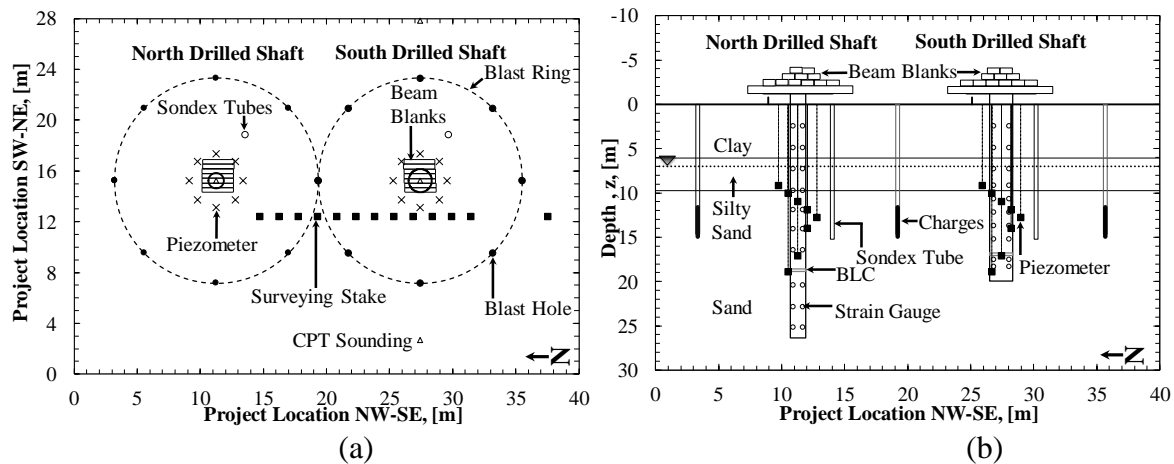 North Drilled Shaft South Drilled Shaft
Blast Ring
Sondex Tubes
Beam
Blanks
Piezometer
Surveying Stake
Blast Hole
CPT Sounding
N
28
24
20
16
12
8
4
0
Project Location SW-NE, [m]
0 5 10 15 20 25 30 35 40
Project Location NW-SE, [m]
(a)
North Drilled Shaft South Drilled Shaft
Beam Blanks
Clay
Silty
Sand
Charges
Sondex Tube
BLC
Piezometer
Sand
Strain Gauge
N
-10
-5
0
5
10
15
20
25
30
Depth , z, [m]
0 5 10 15 20 25 30 35 40
Project Location NW-SE, [m]
(b)